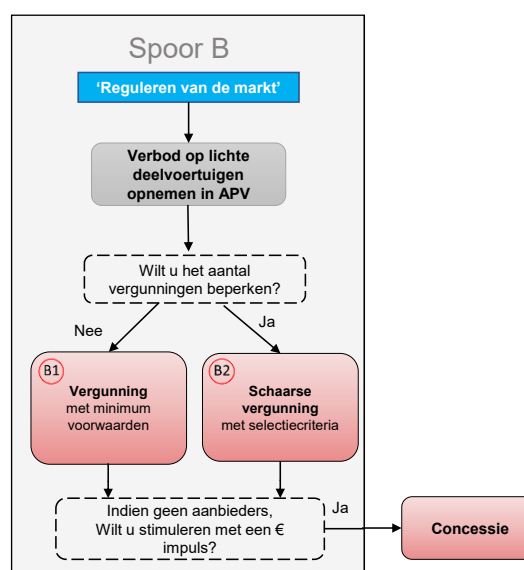 Spoor B
'Reguleren van de markt'
Verbod op lichte
deelvoertuigen
opnemen in APV
Wilt u het aantal
vergunningen beperken?
Nee
Ja
B1
Vergunning
met minimum
voorwaarden
B2
Schaarse
vergunning
met selectiecriteria
Indien geen aanbieders,
Wilt u stimuleren met een €
impuls?
Ja
Concessie